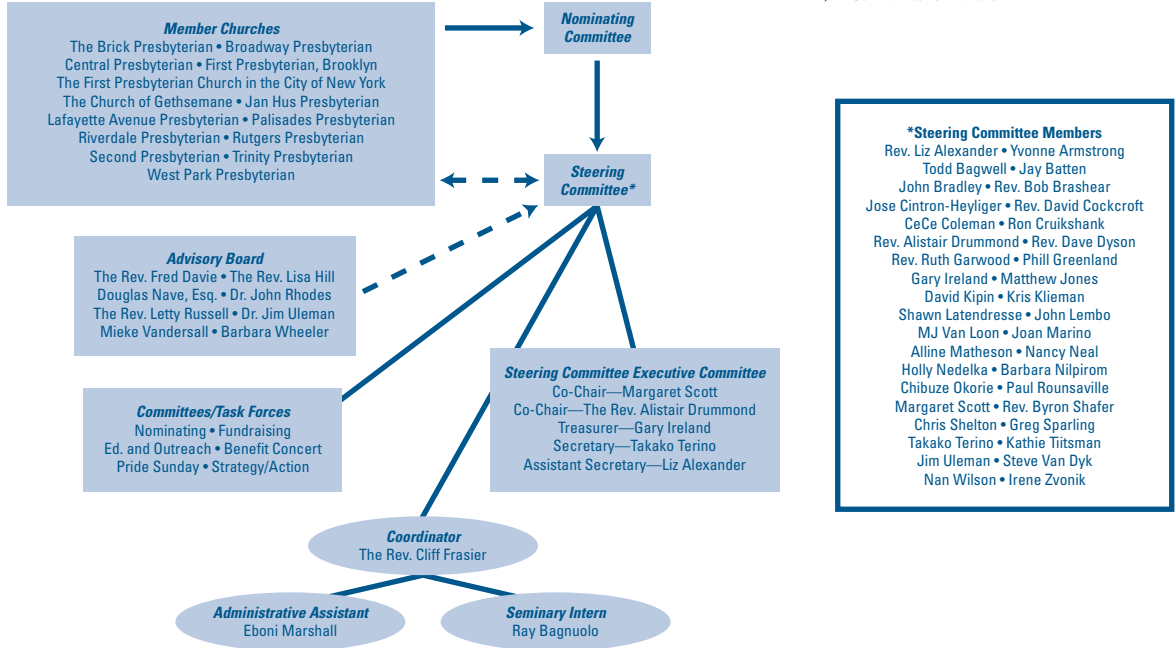 Member Churches
The Brick Presbyterian • Broadway Presbyterian
Central Presbyterian • First Presbyterian, Brooklyn
The First Presbyterian Church in the City of New York
The Church of Gethsemane • Jan Hus Presbyterian
Lafayette Avenue Presbyterian • Palisades Presbyterian
Riverdale Presbyterian • Rutgers Presbyterian
Second Presbyterian • Trinity Presbyterian
West Park Presbyterian
Nominating
Committee
Steering
Committee*
Advisory Board
The Rev. Fred Davie • The Rev. Lisa Hill
Douglas Nave, Esq. • Dr. John Rhodes
The Rev. Letty Russell • Dr. Jim Uleman
Mieke Vandersall • Barbara Wheeler
Committees/Task Forces
Nominating • Fundraising
Ed. and Outreach • Benefit Concert
Pride Sunday • Strategy/Action
Steering Committee Executive Committee
Co-Chair—Margaret Scott
Co-Chair—The Rev. Alistair Drummond
Treasurer—Gary Ireland
Secretary—Takako Terino
Assistant Secretary—Liz Alexander
Coordinator
The Rev. Cliff Frasier
Administrative Assistant
Eboni Marshall
Seminary Intern
Ray Bagnuolo
*Steering Committee Members
Rev. Liz Alexander • Yvonne Armstrong
Todd Bagwell • Jay Batten
John Bradley • Rev. Bob Brashear
Jose Cintron-Heyliger • Rev. David Cockcroft
CeCe Coleman • Ron Cruikshank
Rev. Alistair Drummond • Rev. Dave Dyson
Rev. Ruth Garwood • Phill Greenland
Gary Ireland • Matthew Jones
David Kipin • Kris Klieman
Shawn Latendresse • John Lembo
MJ Van Loon • Joan Marino
Alline Matheson • Nancy Neal
Holly Nedelka • Barbara Nilpirom
Chibuze Okorie • Paul Rounsaville
Margaret Scott • Rev. Byron Shafer
Chris Shelton • Greg Sparling
Takako Terino • Kathie Tiitsman
Jim Uleman • Steve Van Dyk
Nan Wilson • Irene Zvonik